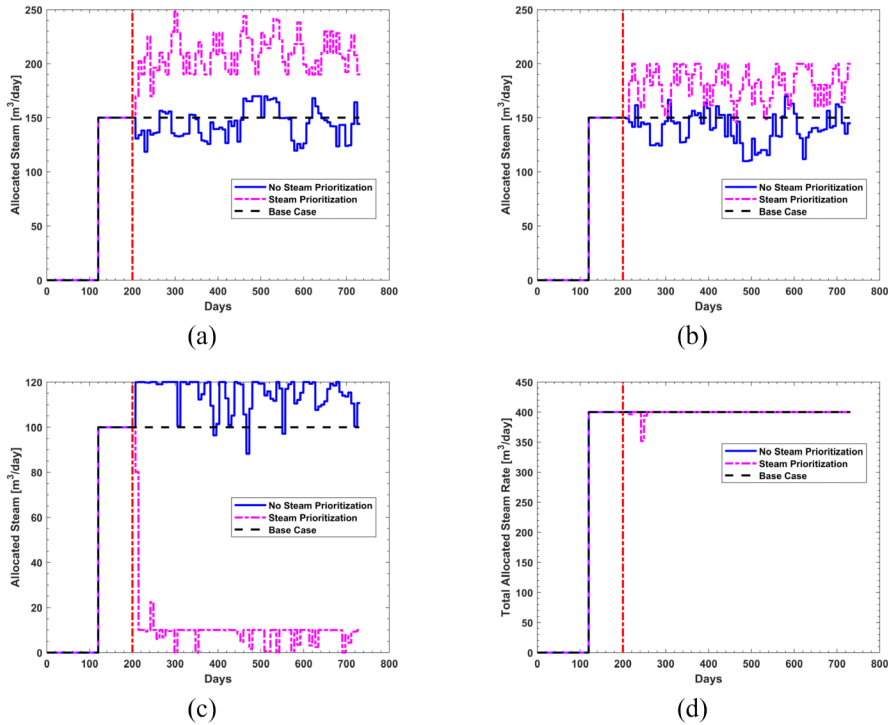 250
200
150
100
50
0
Allocated Steam [m³/day]
No Steam Prioritization
Steam Prioritization
Base Case
0 100 200 300 400 500 600 700 800
Days
(a)
250
200
150
100
50
0
Allocated Steam [m³/day]
No Steam Prioritization
Steam Prioritization
Base Case
0 100 200 300 400 500 600 700 800
Days
(b)
120
100
80
60
40
20
0
Allocated Steam [m³/day]
No Steam Prioritization
Steam Prioritization
Base Case
0 100 200 300 400 500 600 700 800
Days
(c)
450
400
350
300
250
200
150
100
50
0
Total Allocated Steam Rate [m³/day]
No Steam Prioritization
Steam Prioritization
Base Case
0 100 200 300 400 500 600 700 800
Days
(d)